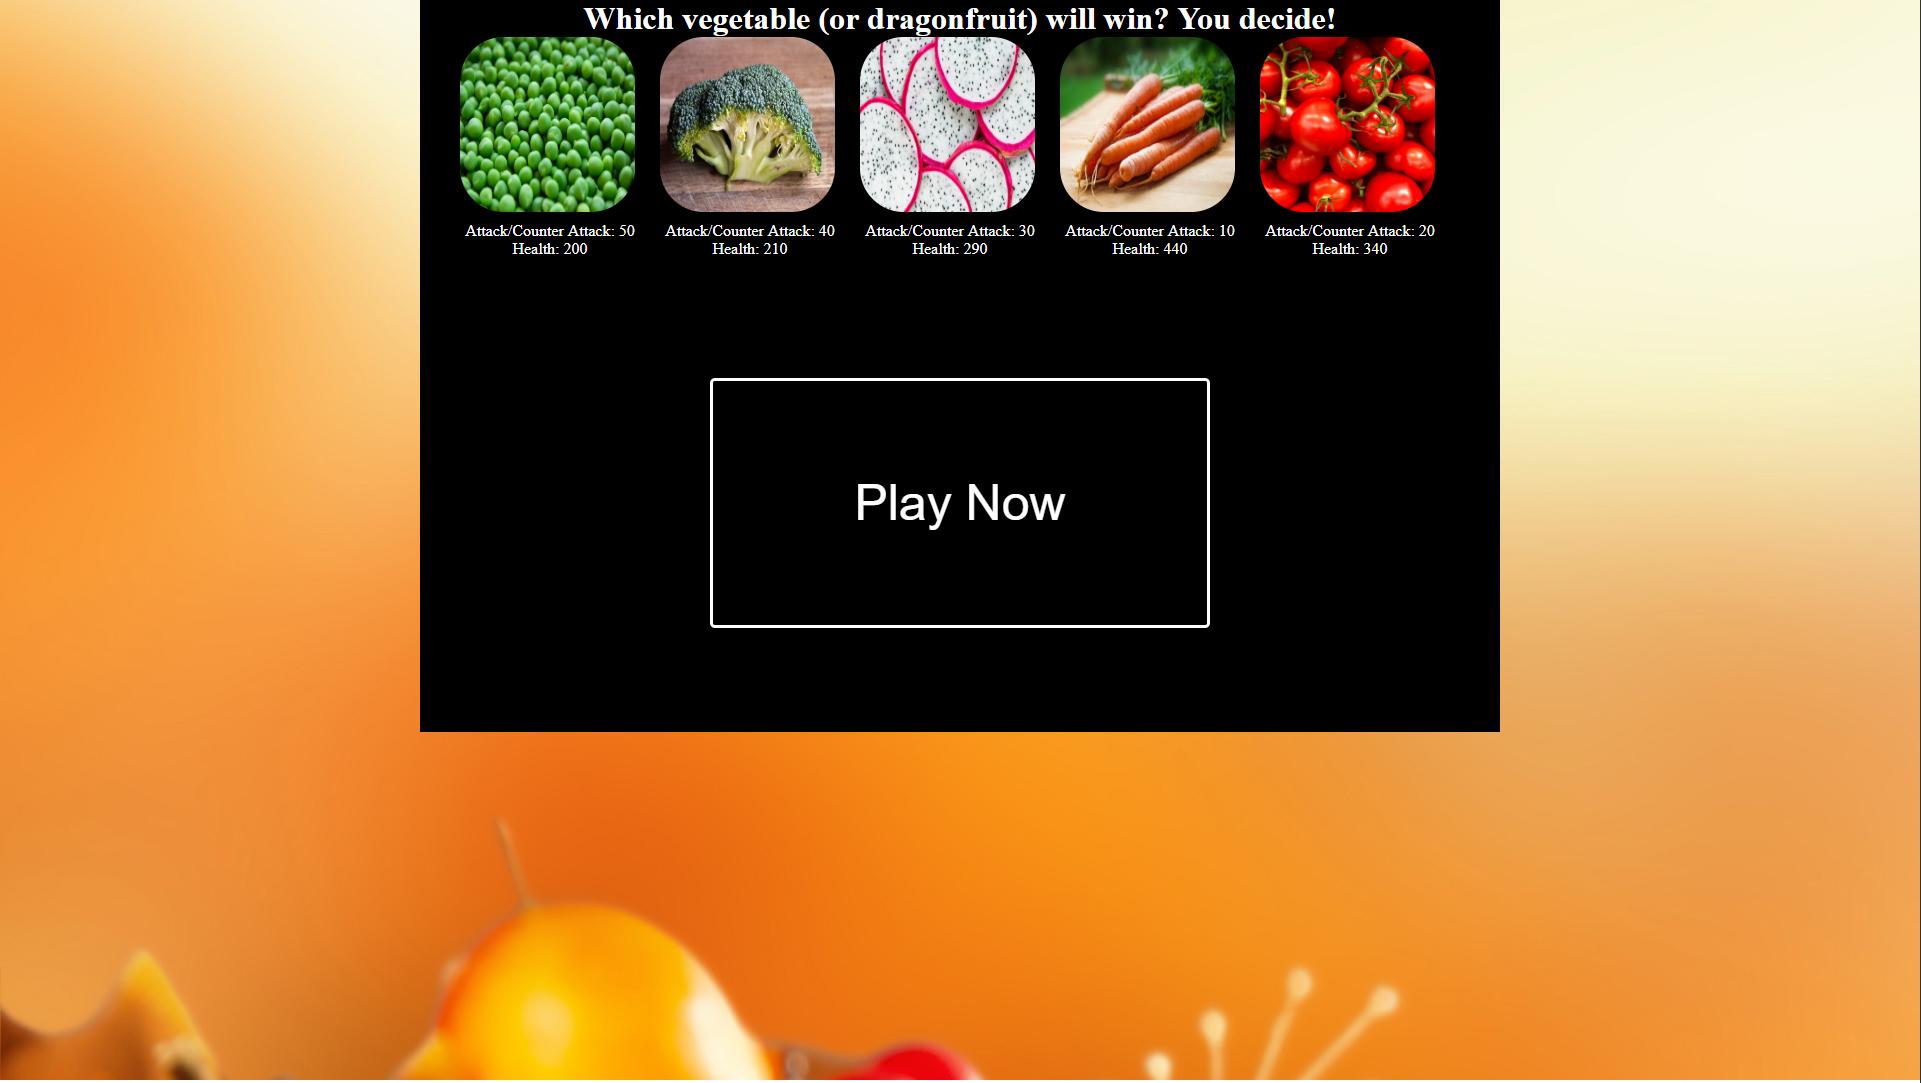 Which vegetable (or dragonfruit) will win? You decide!
Attack/Counter Attack: 50
Health: 200
Attack/Counter Attack: 40
Health: 210
Attack/Counter Attack: 30
Health: 290
Attack/Counter Attack: 10
Health: 440
Attack/Counter Attack: 20
Health: 340
Play Now